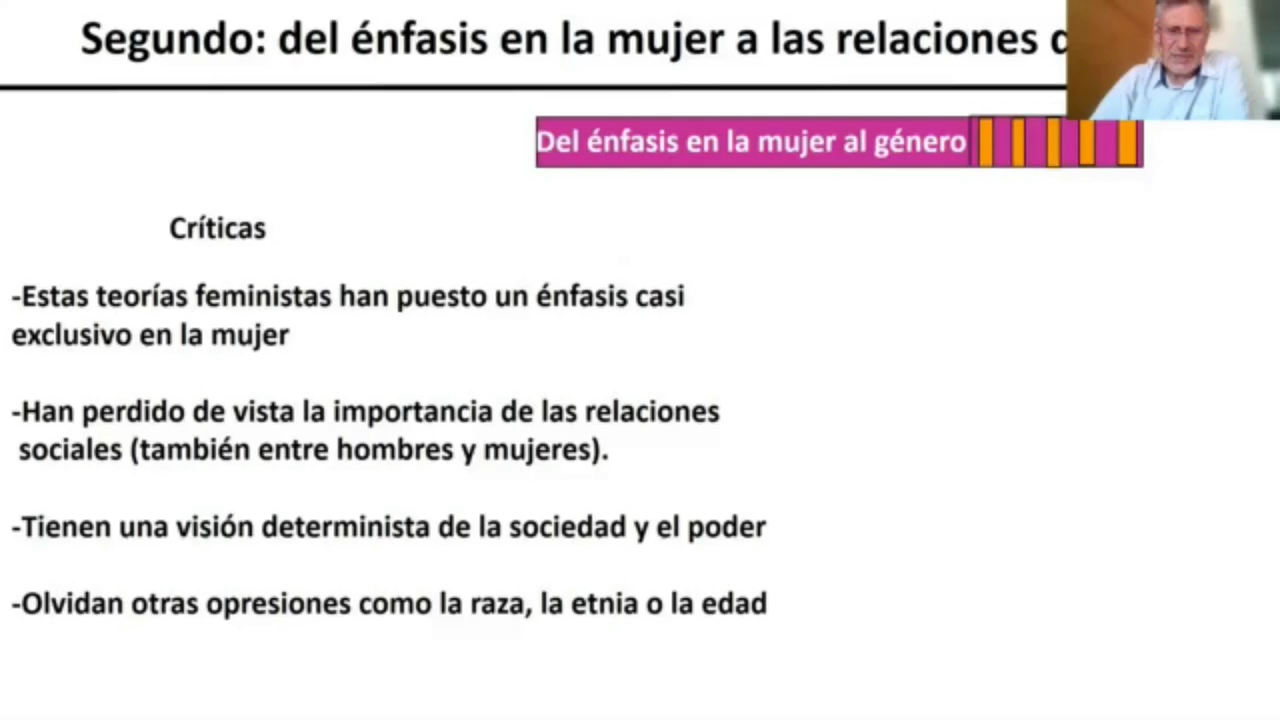 Segundo: del énfasis en la mujer a las relaciones
Del énfasis en la mujer al género
Críticas
-Estas teorías feministas han puesto un énfasis casi
exclusivo en la mujer
-Han perdido de vista la importancia de las relaciones
sociales (también entre hombres y mujeres).
-Tienen una visión determinista de la sociedad y el poder
-Olvidan otras opresiones como la raza, la etnia o la edad